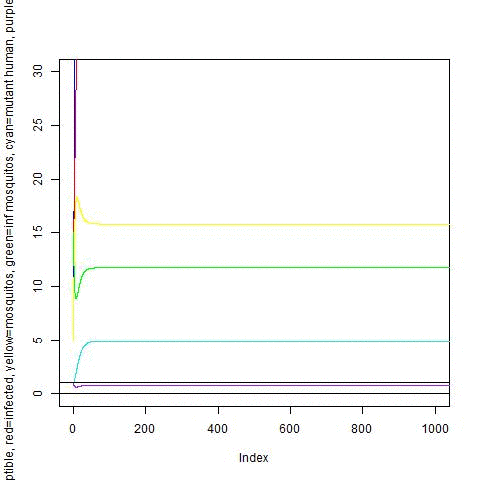 ptible, red=infected, yellow=mosquitos, green=inf mosquitos, cyan=mutant human, purple
30
25
20
15
10
5
0
0 200 400 600 800 1000
Index